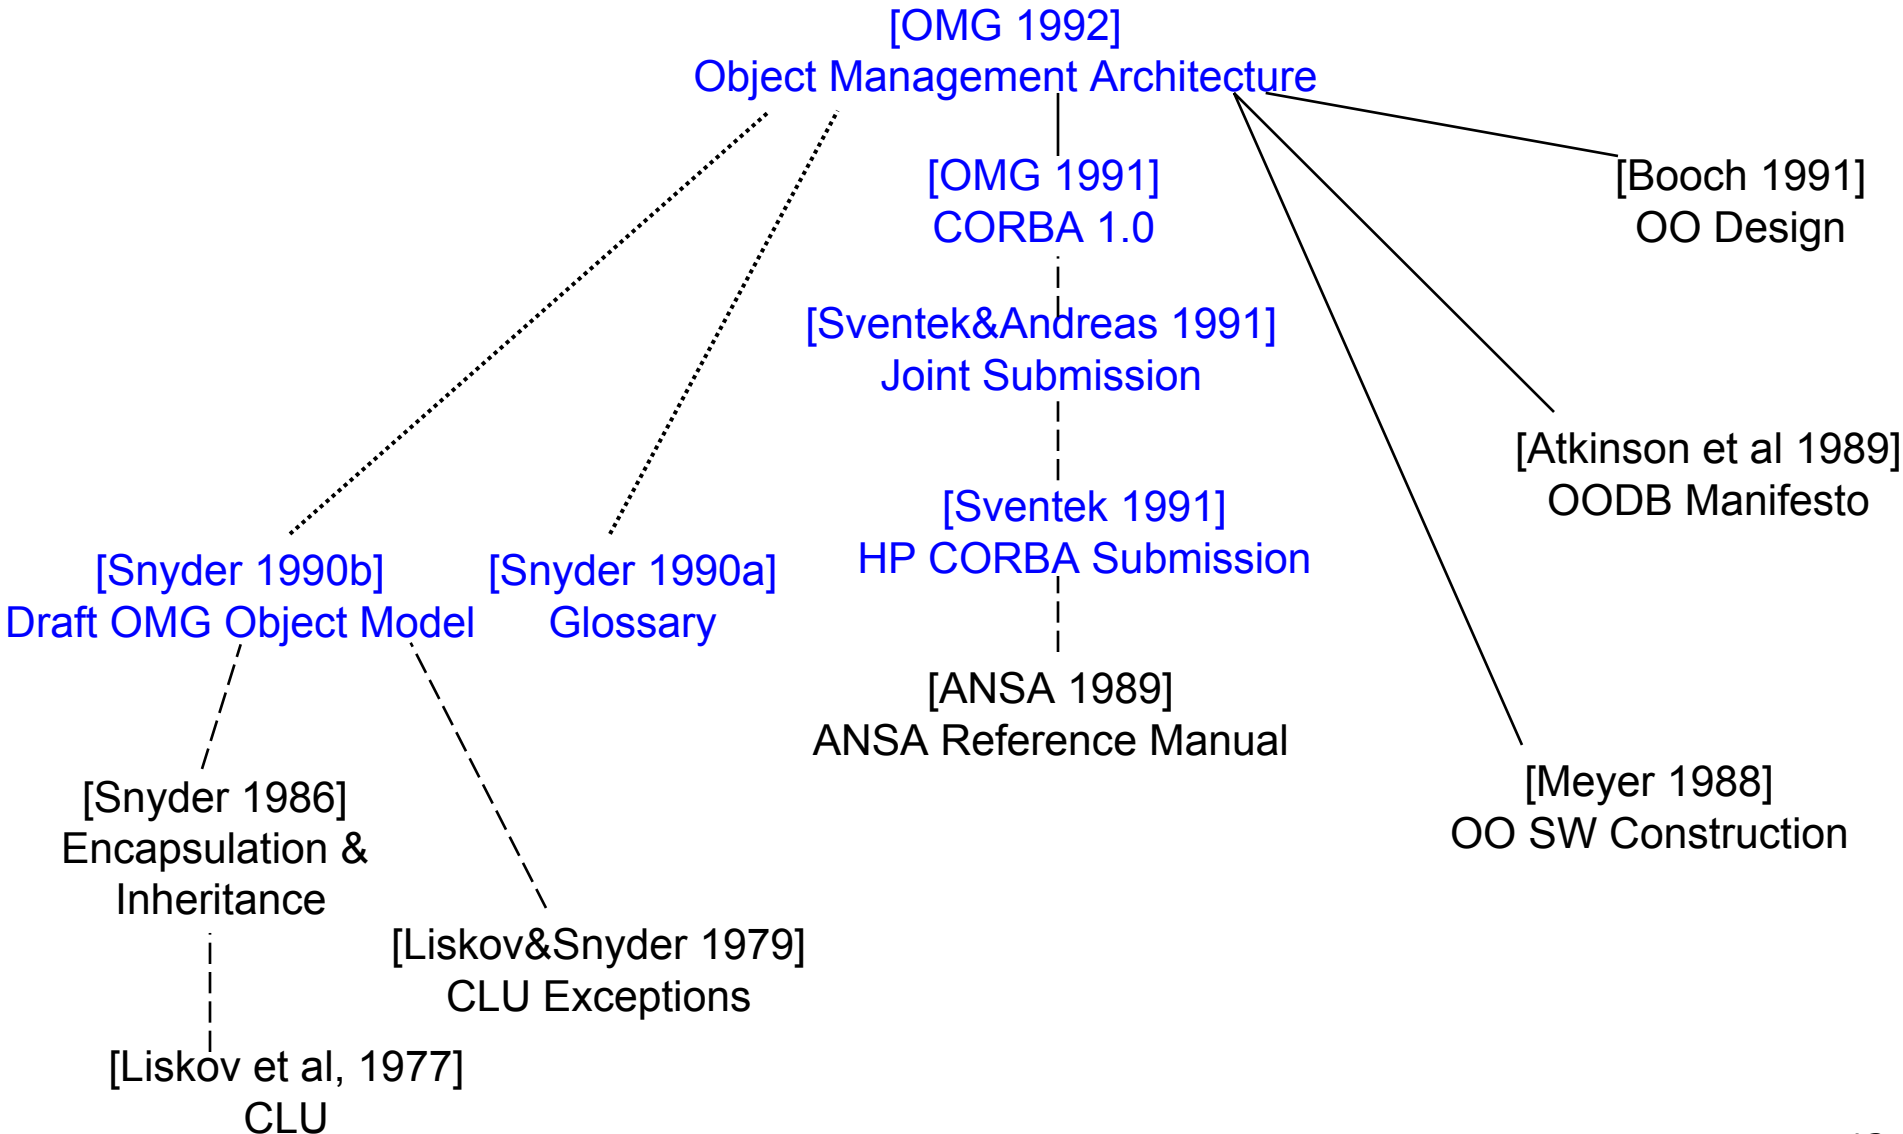 [OMG 1992]
Object Management Architecture
[OMG 1991]
CORBA 1.0
[Booch 1991]
OO Design
[Sventek&Andreas 1991]
Joint Submission
[Atkinson et al 1989]
OODB Manifesto
[Sventek 1991]
HP CORBA Submission
[Snyder 1990b]
Draft OMG Object Model
[Snyder 1990a]
Glossary
[ANSA 1989]
ANSA Reference Manual
[Snyder 1986]
Encapsulation &
Inheritance
[Meyer 1988]
OO SW Construction
[Liskov&Snyder 1979]
CLU Exceptions
[Liskov et al, 1977]
CLU